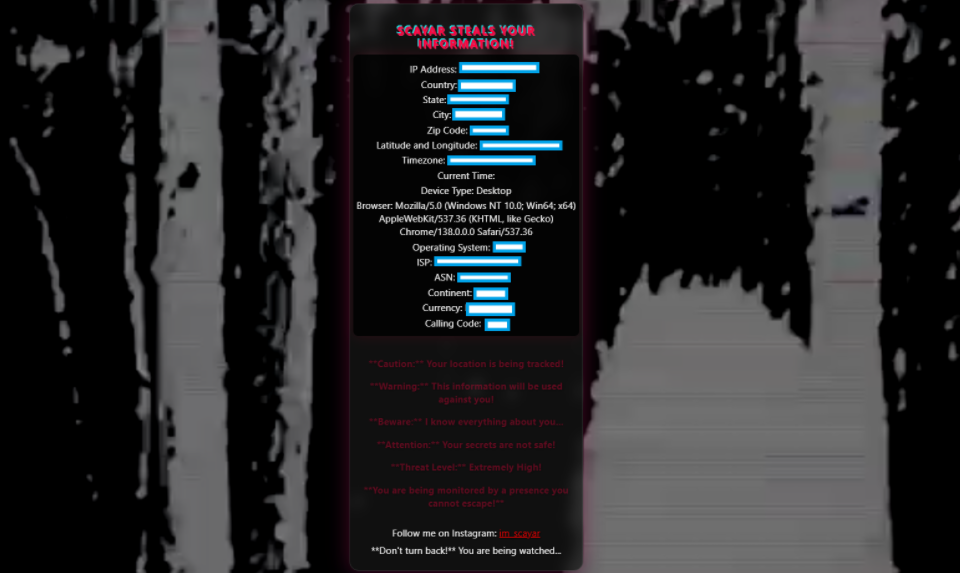 SCAYAR STEALS YOUR
INFORMATION!
IP Address:
Country:
State:
City:
Zip Code:
Latitude and Longitude:
Timezone:
Current Time:
Device Type: Desktop
Browser: Mozilla/5.0 (Windows NT 10.0; Win64; x64)
AppleWebKit/537.36 (KHTML, like Gecko)
Chrome/138.0.0.0 Safari/537.36
Operating System:
ISP:
ASN:
Continent:
Currency:
Calling Code:
**Caution:** Your location is being tracked!
**Warning:** This information will be used
against you!
**Beware:** I know everything about you...
**Attention:** Your secrets are not safe!
**Threat Level:** Extremely High!
**You are being monitored by a presence you
cannot escape!**
Follow me on Instagram: im_scayar
**Don't turn back!** You are being watched...